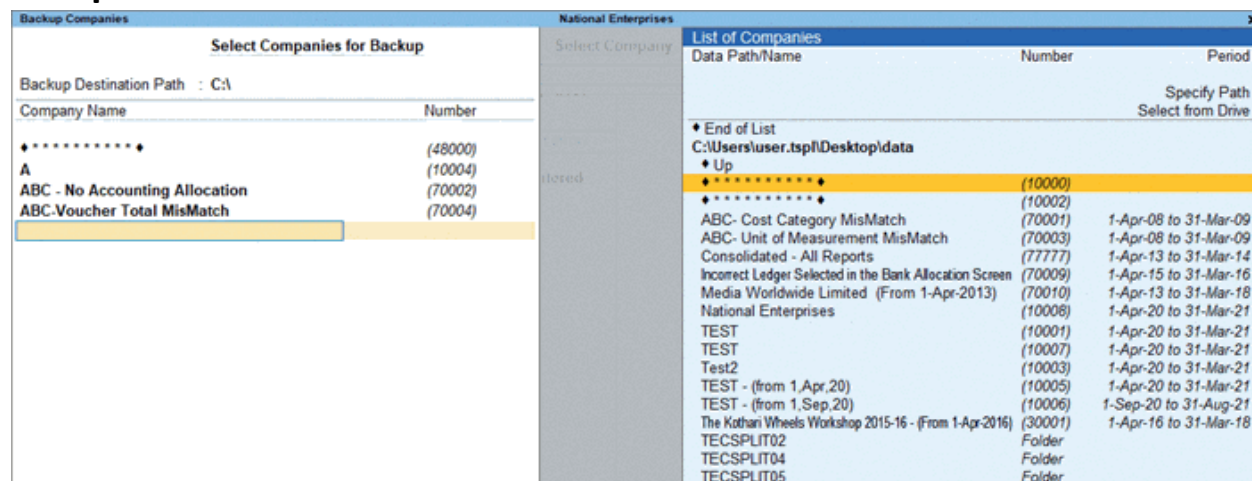 Backup Companies
Select Companies for Backup
Backup Destination Path : C:\
Company Name Number
♦ * * * * * * * * * * ♦ (48000)
A (10004)
ABC - No Accounting Allocation (70002)
ABC-Voucher Total MisMatch (70004)
National Enterprises
Select Company
List of Companies
Data Path/Name Number Period
Specify Path
Select from Drive
♦ End of List
C:\Users\user.tspl\Desktop\data
♦ Up
♦ * * * * * * * * * * ♦ (10000)
♦ * * * * * * * * * * ♦ (10002)
ABC- Cost Category MisMatch (70001) 1-Apr-08 to 31-Mar-09
ABC- Unit of Measurement MisMatch (70003) 1-Apr-08 to 31-Mar-09
Consolidated - All Reports (77777) 1-Apr-13 to 31-Mar-14
Incorrect Ledger Selected in the Bank Allocation Screen (70009) 1-Apr-15 to 31-Mar-16
Media Worldwide Limited (From 1-Apr-2013) (70010) 1-Apr-13 to 31-Mar-18
National Enterprises (10008) 1-Apr-20 to 31-Mar-21
TEST (10001) 1-Apr-20 to 31-Mar-21
TEST (10007) 1-Apr-20 to 31-Mar-21
Test2 (10003) 1-Apr-20 to 31-Mar-21
TEST - (from 1,Apr,20) (10005) 1-Apr-20 to 31-Mar-21
TEST - (from 1,Sep,20) (10006) 1-Sep-20 to 31-Aug-21
The Kothari Wheels Workshop 2015-16 - (From 1-Apr-2016) (30001) 1-Apr-16 to 31-Mar-18
TECSPLIT02 Folder
TECSPLIT04 Folder
TECSPLIT05 Folder